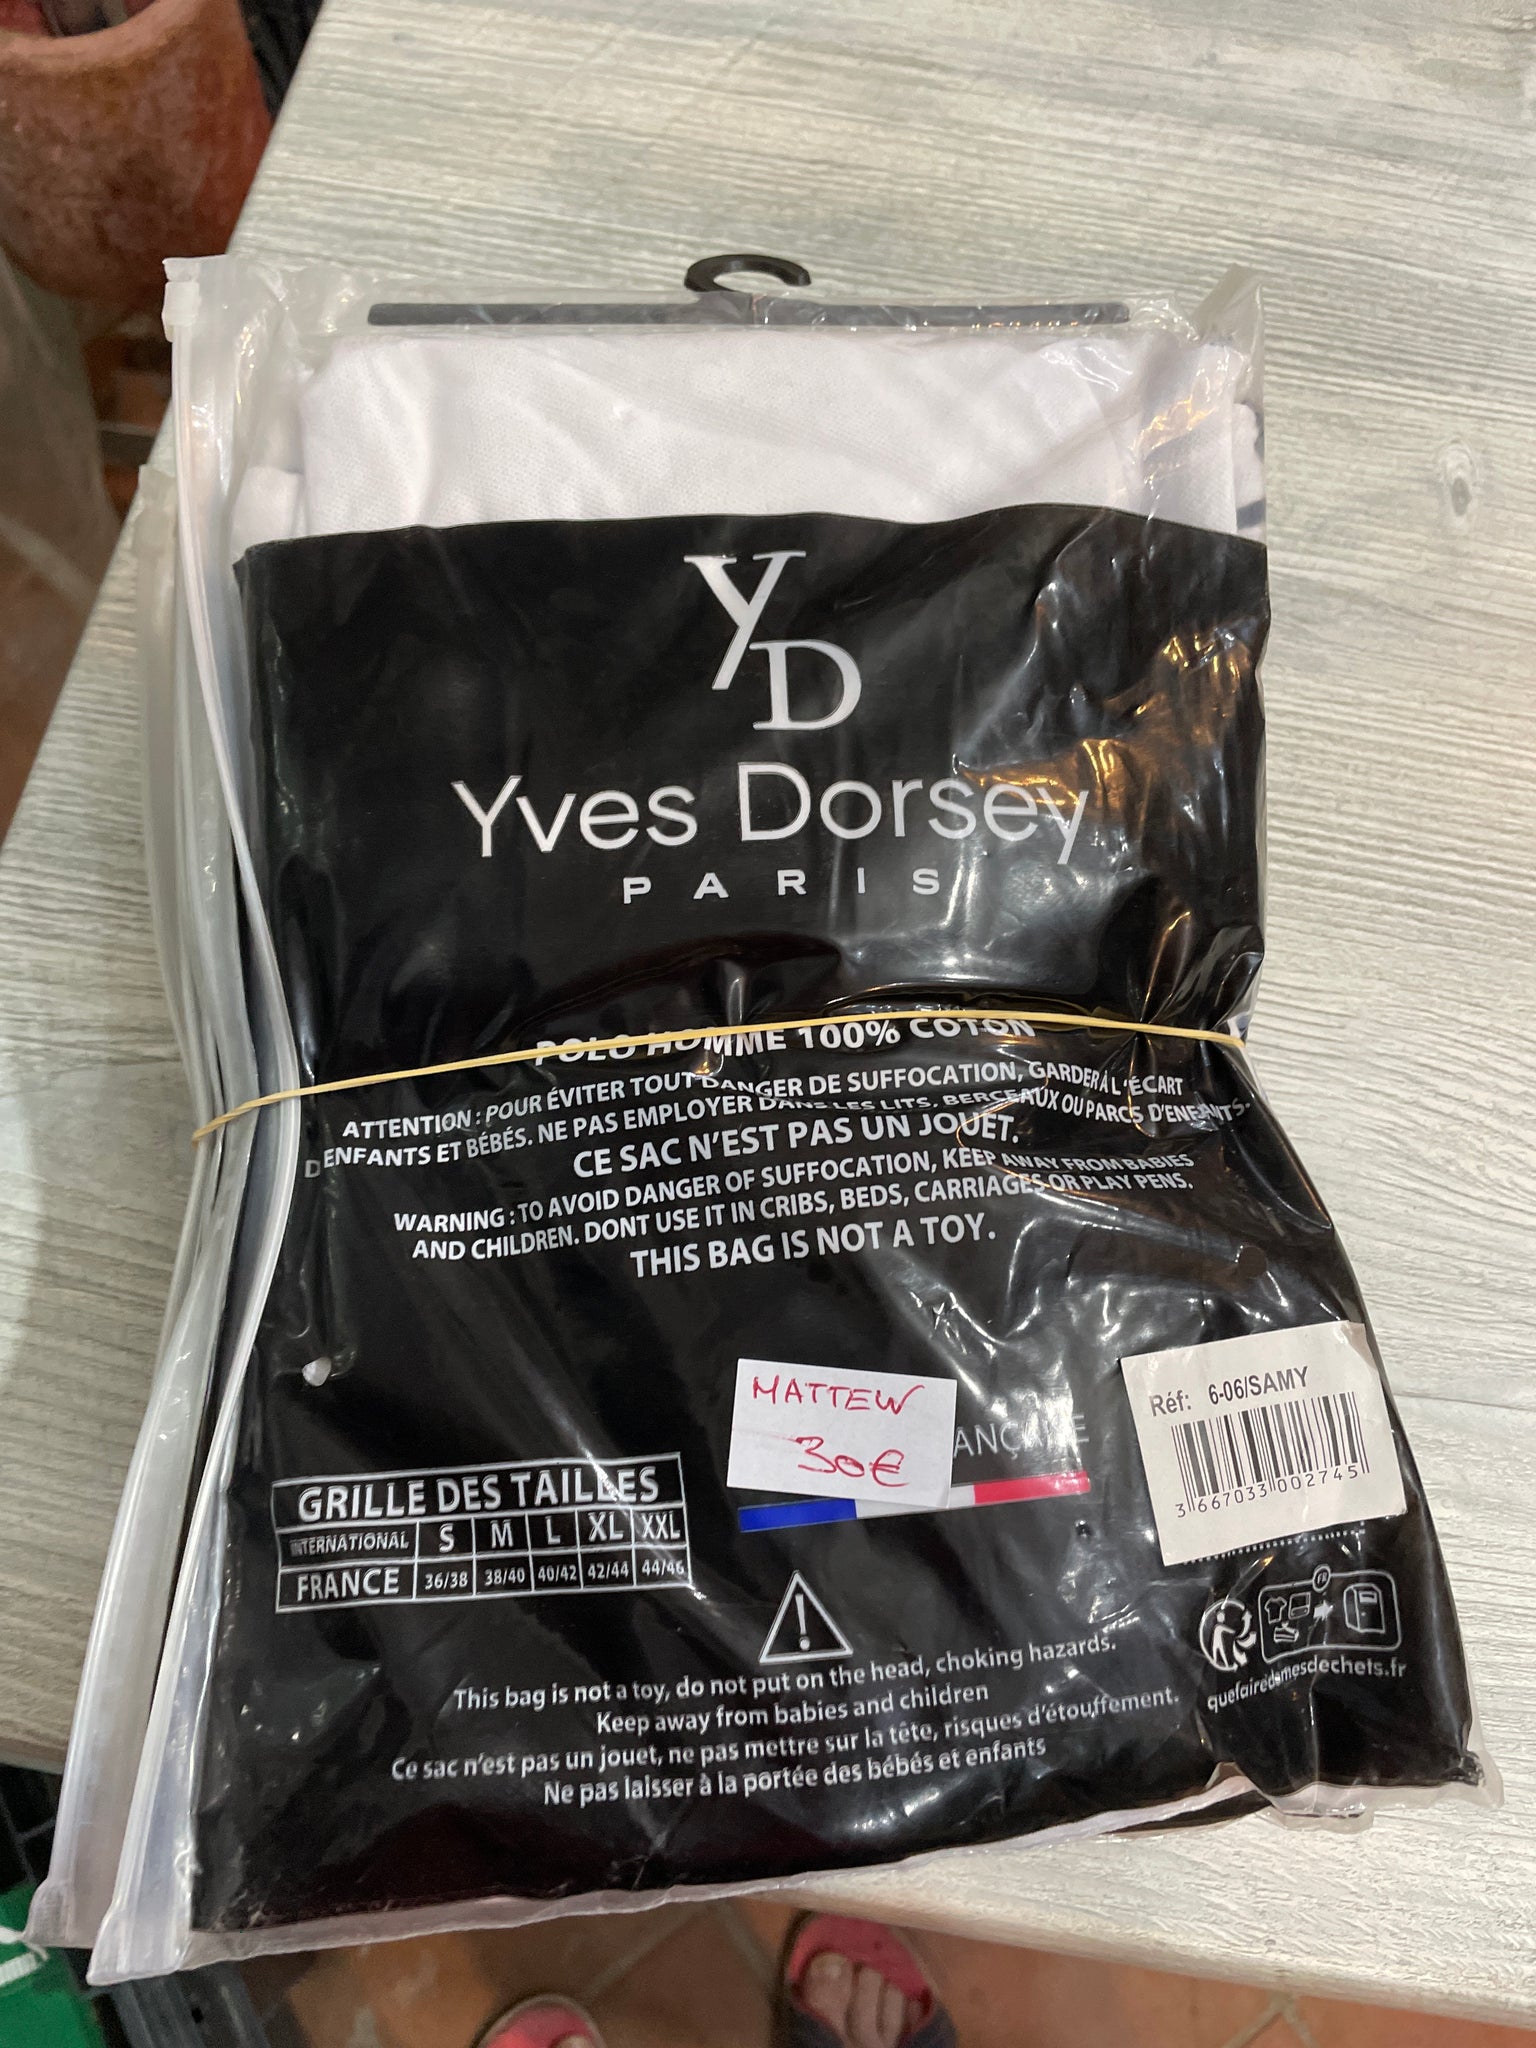 YD
Yves Dorsey
PARIS
POLO HOMME 100% COTON
ATTENTION : POUR ÉVITER TOUT DANGER DE SUFFOCATION, GARDER À L'ÉCART
D'ENFANTS ET BÉBÉS. NE PAS EMPLOYER DANS LES LITS, BERCEAUX OU PARCS D'ENFANTS.
CE SAC N'EST PAS UN JOUET.
WARNING : TO AVOID DANGER OF SUFFOCATION, KEEP AWAY FROM BABIES
AND CHILDREN. DONT USE IT IN CRIBS, BEDS, CARRIAGES OR PLAY PENS.
THIS BAG IS NOT A TOY.
MATTEW
30€
Réf: 6-06/SAMY
3 667033 002745
GRILLE DES TAILLES
INTERNATIONAL S M L XL XXL
FRANCE 36/38 38/40 40/42 42/44 44/46
FR
quefairedemesdechets.fr
This bag is not a toy, do not put on the head, choking hazards.
Keep away from babies and children
Ce sac n'est pas un jouet, ne pas mettre sur la tête, risques d'étouffement.
Ne pas laisser à la portée des bébés et enfants